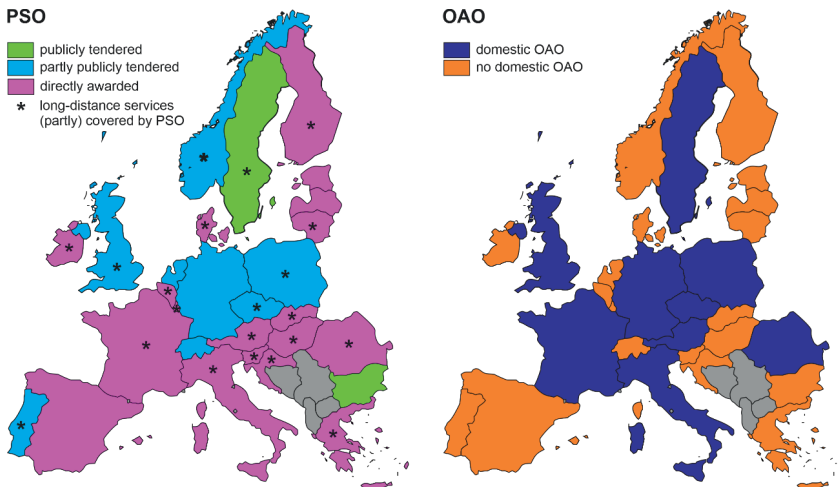 PSO
publicly tendered
partly publicly tendered
directly awarded
* long-distance services
(partly) covered by PSO
OAO
domestic OAO
no domestic OAO